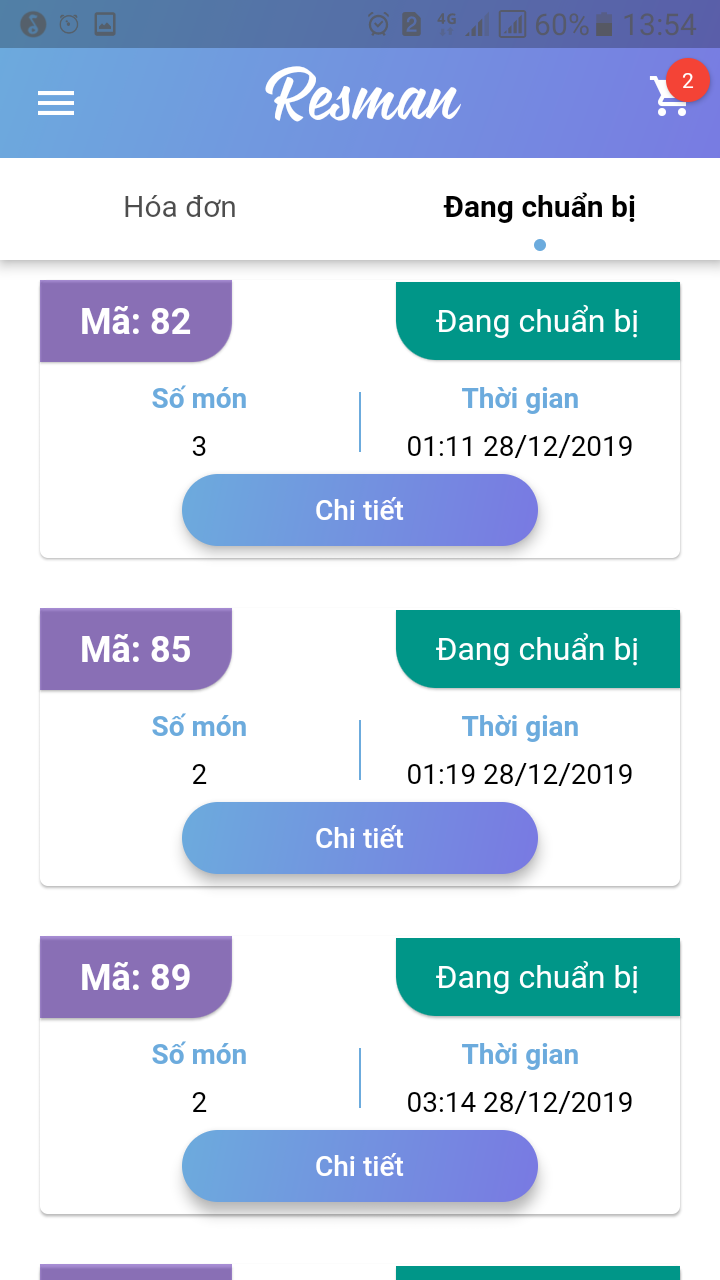 2 4G 60% 13:54
Resman 2
Hóa đơn Đang chuẩn bị
Mã: 82 Đang chuẩn bị
Số món Thời gian
3 01:11 28/12/2019
Chi tiết
Mã: 85 Đang chuẩn bị
Số món Thời gian
2 01:19 28/12/2019
Chi tiết
Mã: 89 Đang chuẩn bị
Số món Thời gian
2 03:14 28/12/2019
Chi tiết